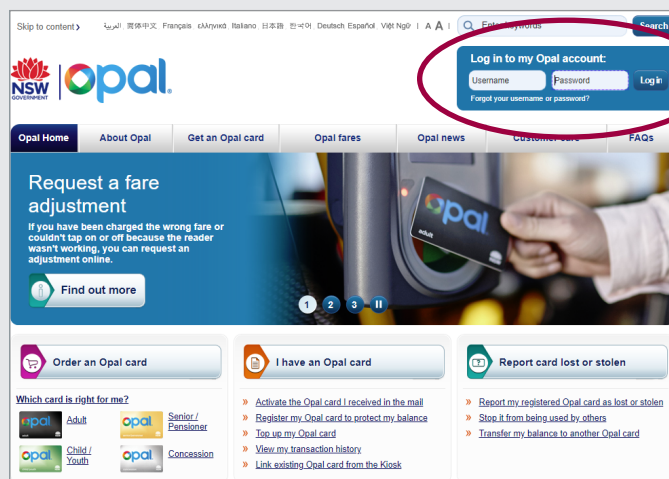 Skip to content
العربية 简体中文 Français ελληνικά Italiano 日本語 한국어 Deutsch Español Việt Ngữ | A A |
Search
Log in to my Opal account:
Username Password Log in
Forgot your username or password?
NSW
GOVERNMENT
opal.
Opal Home About Opal Get an Opal card Opal fares Opal news Customer care FAQs
Request a fare
adjustment
If you have been charged the wrong fare or
couldn't tap on or off because the reader
wasn't working, you can request an
adjustment online.
Find out more
opal
adult
1 2 3
Order an Opal card
Which card is right for me?
opal Adult
opal Senior /
Pensioner
opal Child /
Youth
opal Concession
I have an Opal card
» Activate the Opal card I received in the mail
» Register my Opal card to protect my balance
» Top up my Opal card
» View my transaction history
» Link existing Opal card from the Kiosk
Report card lost or stolen
» Report my registered Opal card as lost or stolen
» Stop it from being used by others
» Transfer my balance to another Opal card